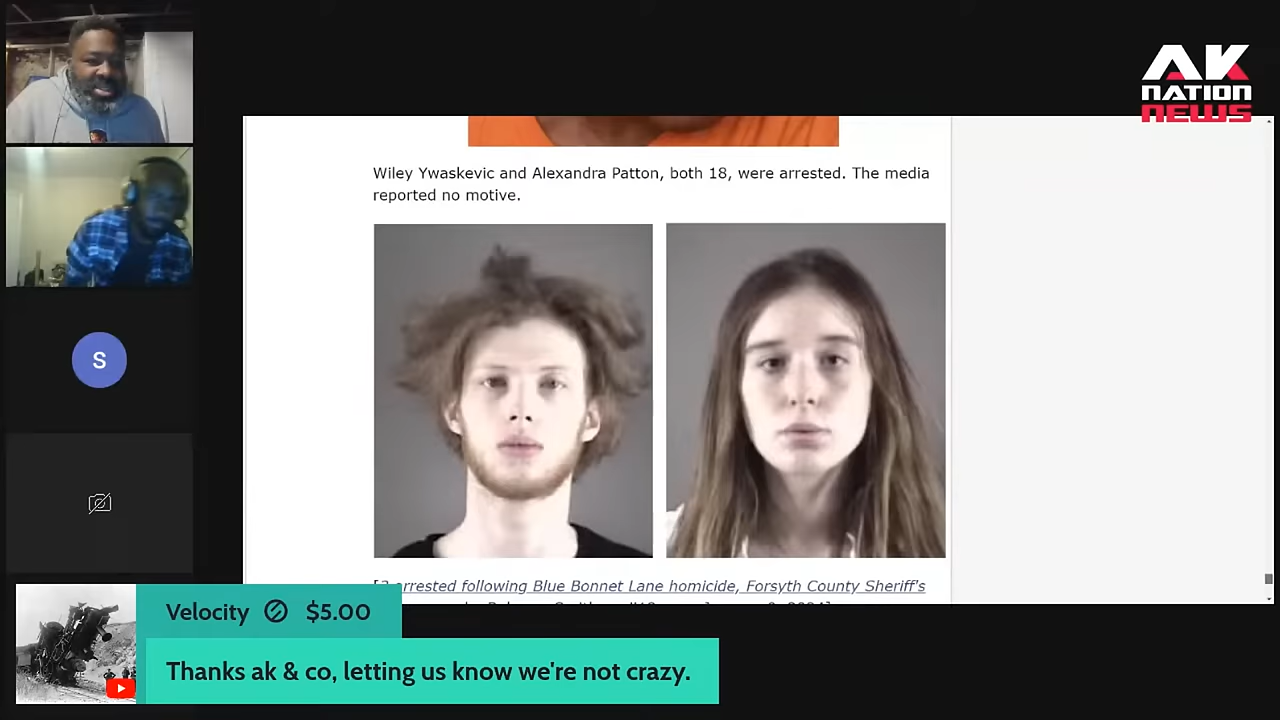 AK
NATION
NEWS
Wiley Ywaskevic and Alexandra Patton, both 18, were arrested. The media
reported no motive.
S
arrested following Blue Bonnet Lane homicide, Forsyth County Sheriff's
Velocity $5.00
Thanks ak & co, letting us know we're not crazy.